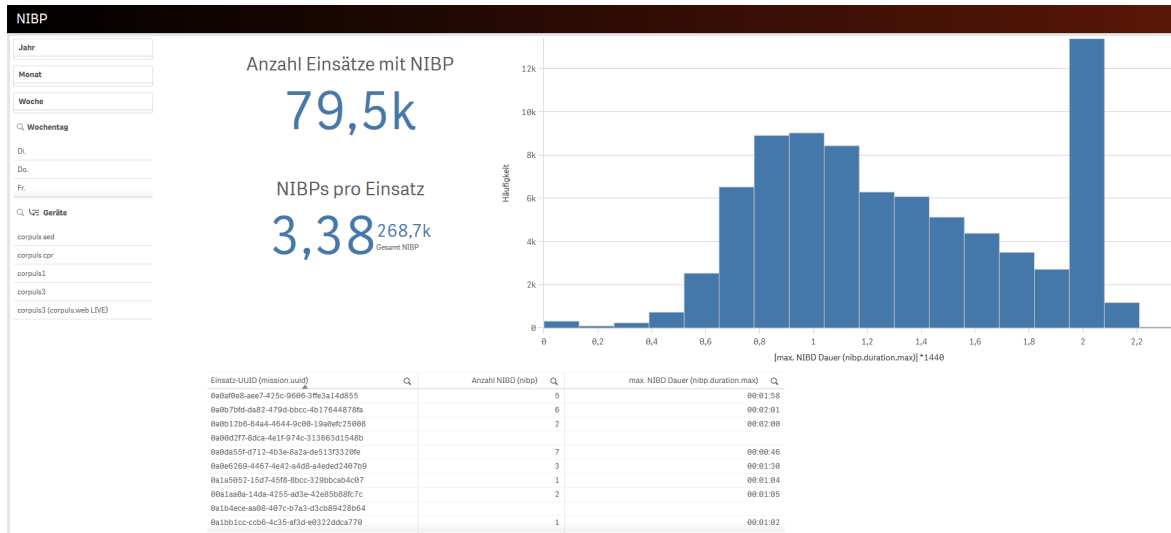 NIBP
Jahr
Monat
Woche
Wochentag
Di.
Do.
Fr.
Geräte
corpuls aed
corpuls cpr
corpuls1
corpuls3
corpuls3 (corpuls.web LIVE)
Anzahl Einsätze mit NIBP
79,5k
NIBPs pro Einsatz
3,38 268,7k
Gesamt NIBP
Häufigkeit
12k
10k
8k
6k
4k
2k
0
0 0,2 0,4 0,6 0,8 1 1,2 1,4 1,6 1,8 2 2,2
[max. NIBD Dauer (nibp.duration.max)] *1440
Einsatz-UUID (mission.uuid) Anzahl NIBD (nibp) max. NIBD Dauer (nibp.duration.max)
0a0af0e8-aee7-425c-9606-3ffe3a14d855 5 00:01:58
0a0b7bfd-da82-479d-bbcc-4b17644878fa 6 00:02:01
0a0b12b6-64a4-4644-9c00-19a0efc25008 2 00:02:00
0a00d2f7-8dca-4e1f-974c-313663d1548b
0a0da55f-d712-4b3e-8a2a-de513f3320fe 7 00:00:46
0a0e6269-4467-4e42-a4d8-a4eded2407b9 3 00:01:30
0a1a5052-15d7-45f8-8bcc-329bbcab4c07 1 00:01:04
00a1aa0a-14da-4255-ad3e-42e85b88fc7c 2 00:01:05
0a1b4ece-aa08-407c-b7a3-d3cb89428b64
0a1bb1cc-ccb6-4c35-af3d-e0322ddca770 1 00:01:02